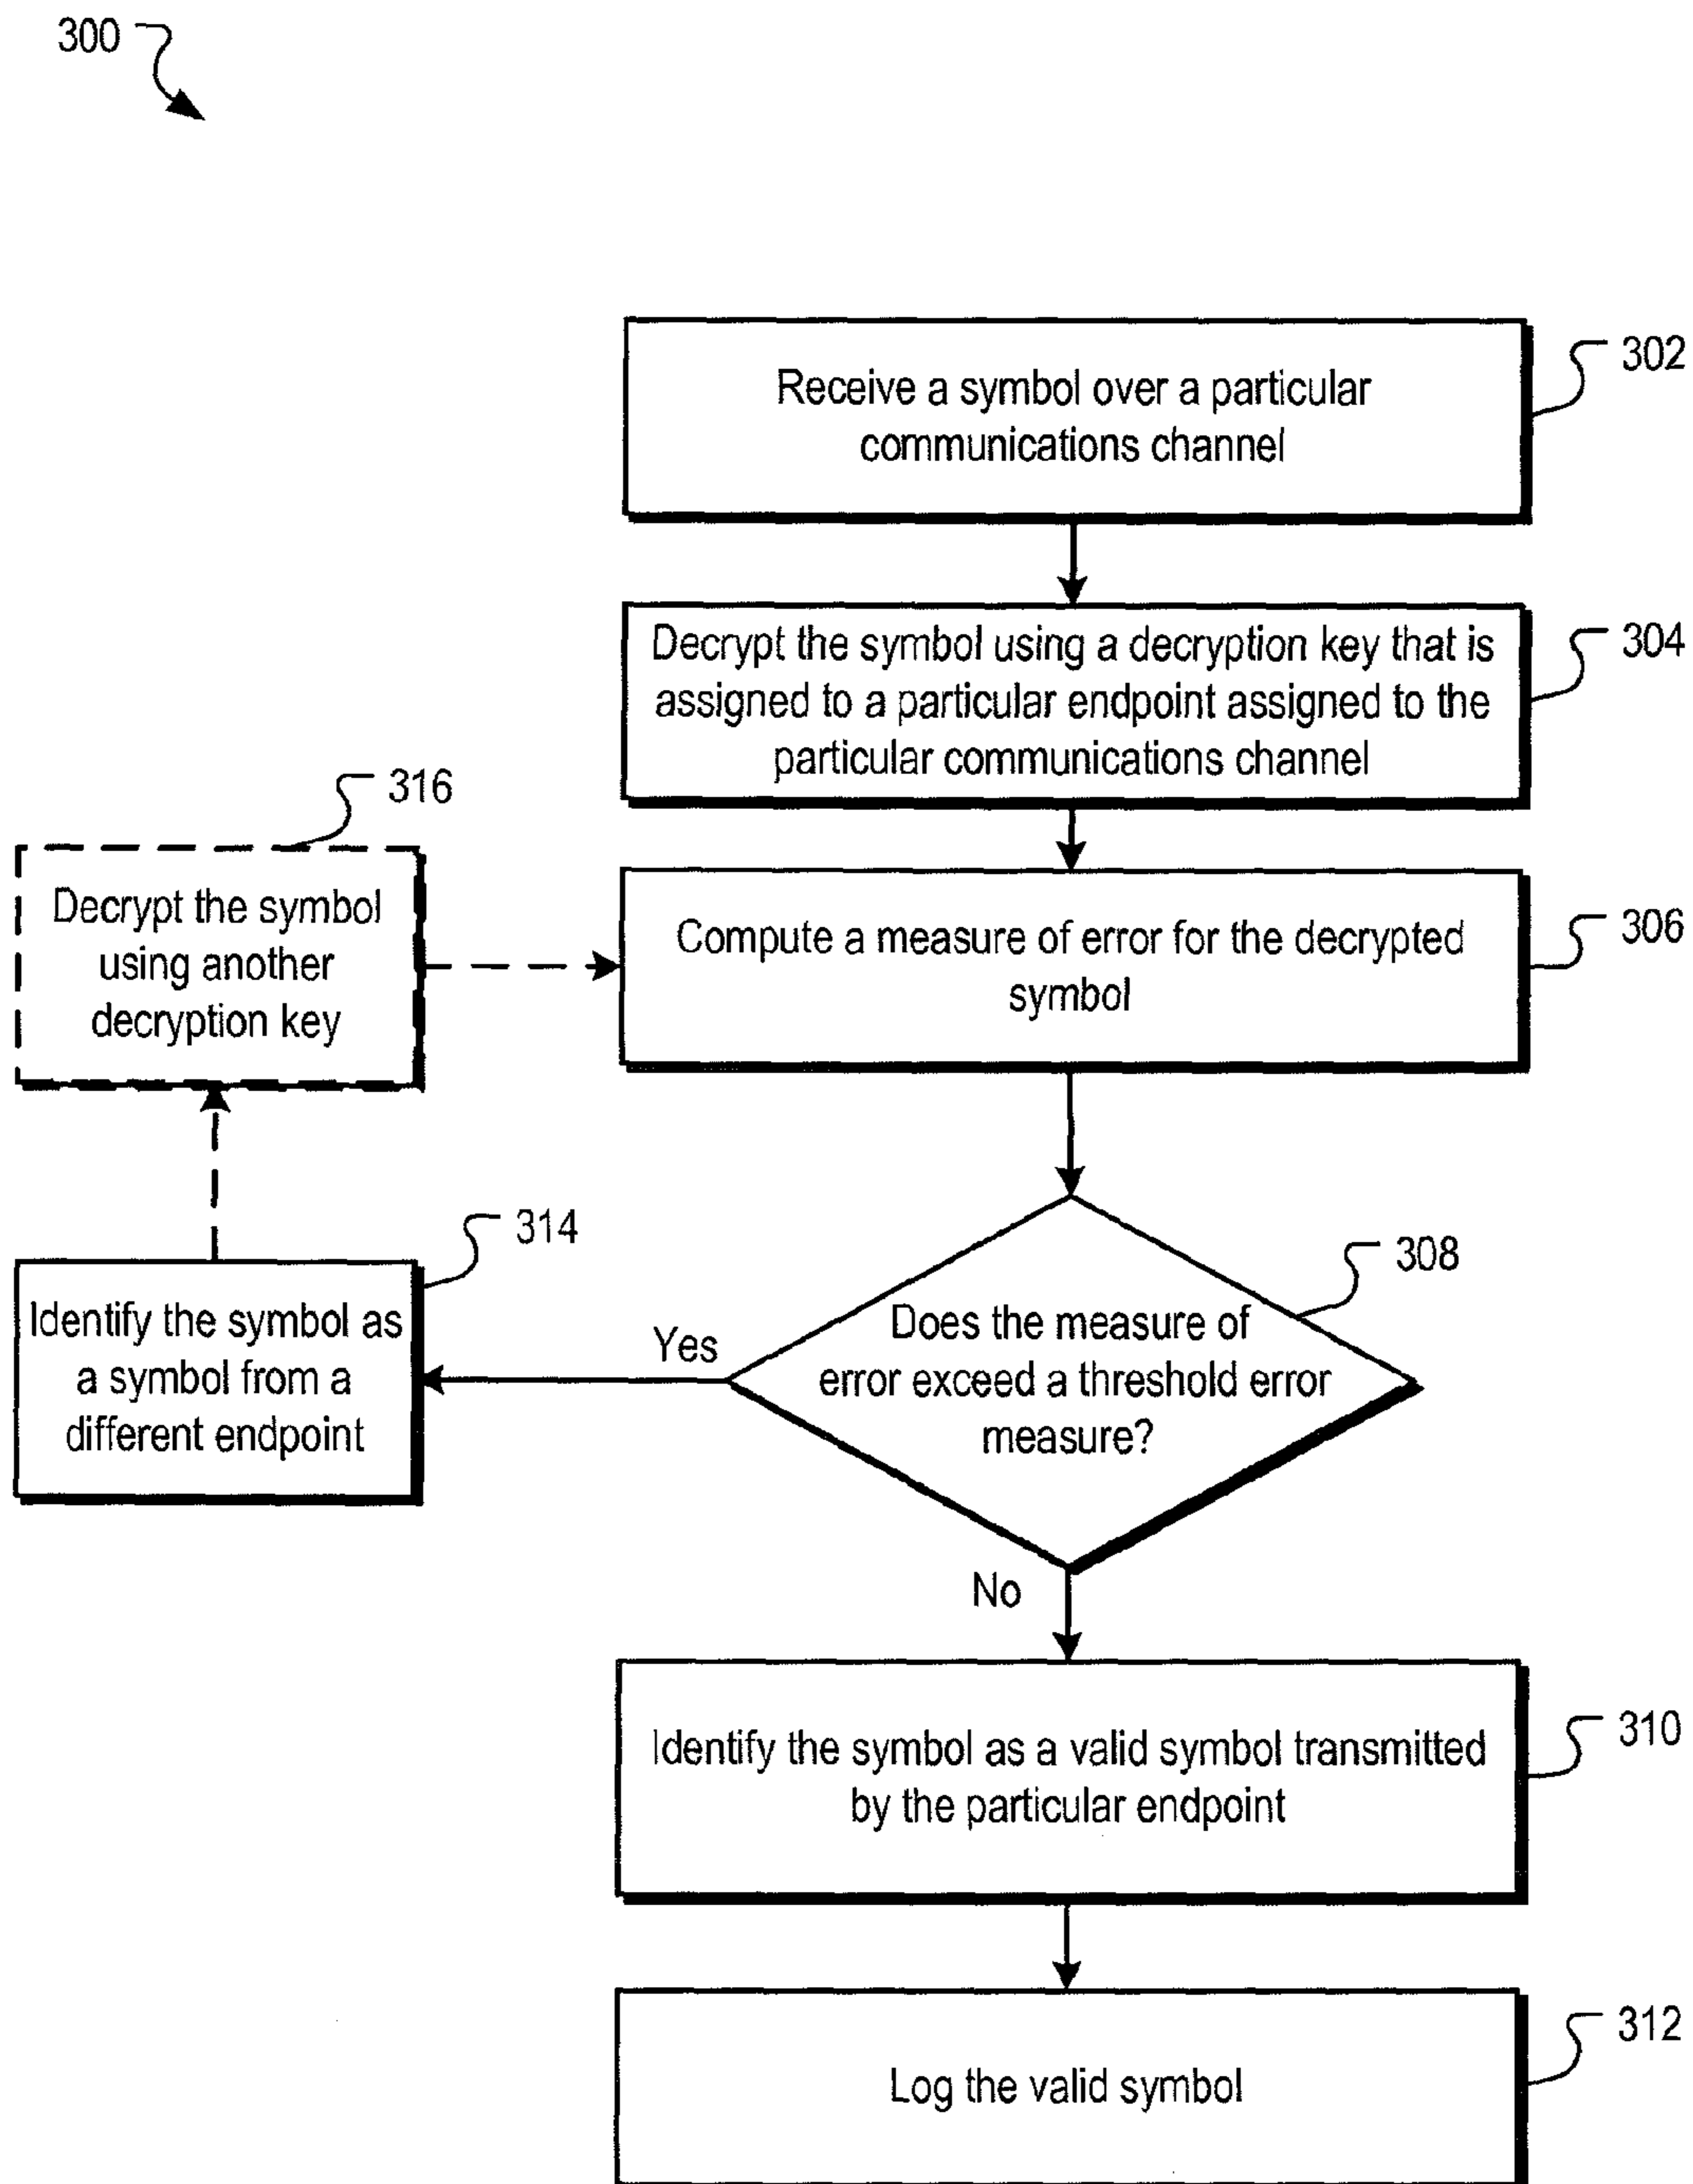 300
302
Receive a symbol over a particular
communications channel
304
Decrypt the symbol using a decryption key that is
assigned to a particular endpoint assigned to the
particular communications channel
316
Decrypt the symbol
using another
decryption key
306
Compute a measure of error for the decrypted
symbol
314
Identify the symbol as
a symbol from a
different endpoint
308
Yes
Does the measure of
error exceed a threshold error
measure?
No
310
Identify the symbol as a valid symbol transmitted
by the particular endpoint
312
Log the valid symbol